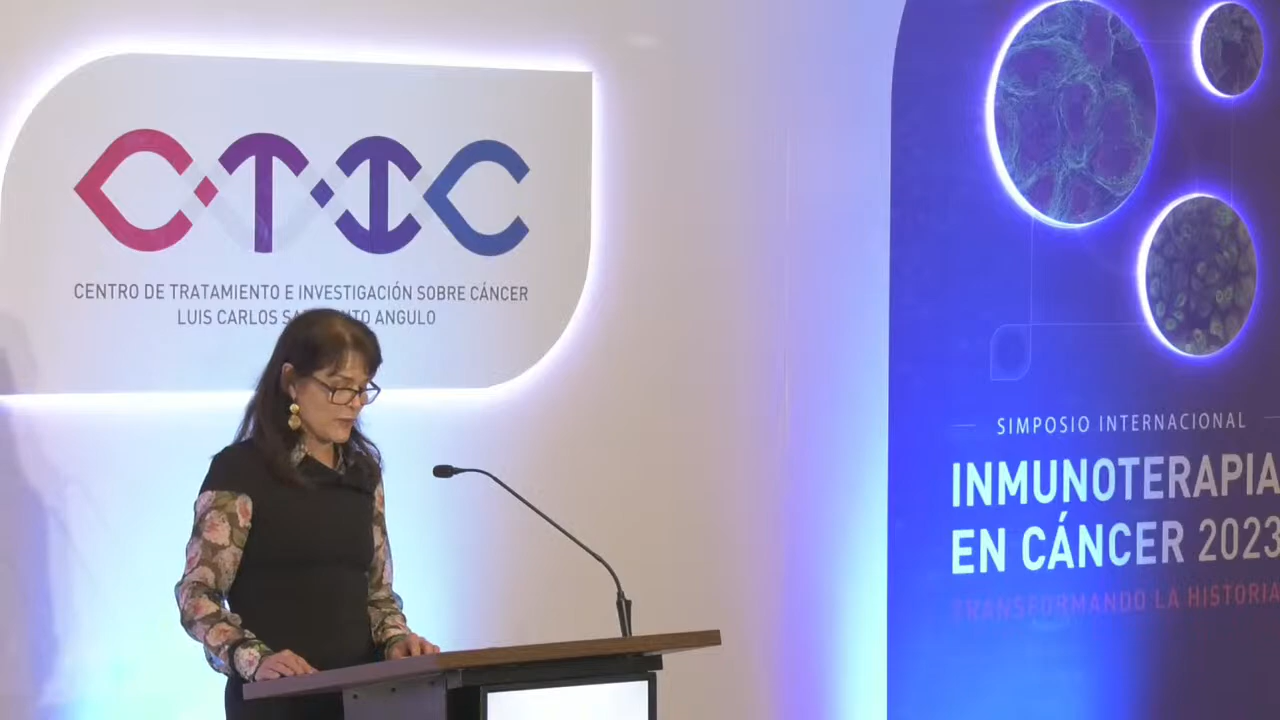 CTIC
CENTRO DE TRATAMIENTO E INVESTIGACIÓN SOBRE CÁNCER
LUIS CARLOS ANGULO
SIMPOSIO INTERNACIONAL
INMUNOTERAPIA
EN CÁNCER 2023
TRANSFORMANDO LA HISTORIA